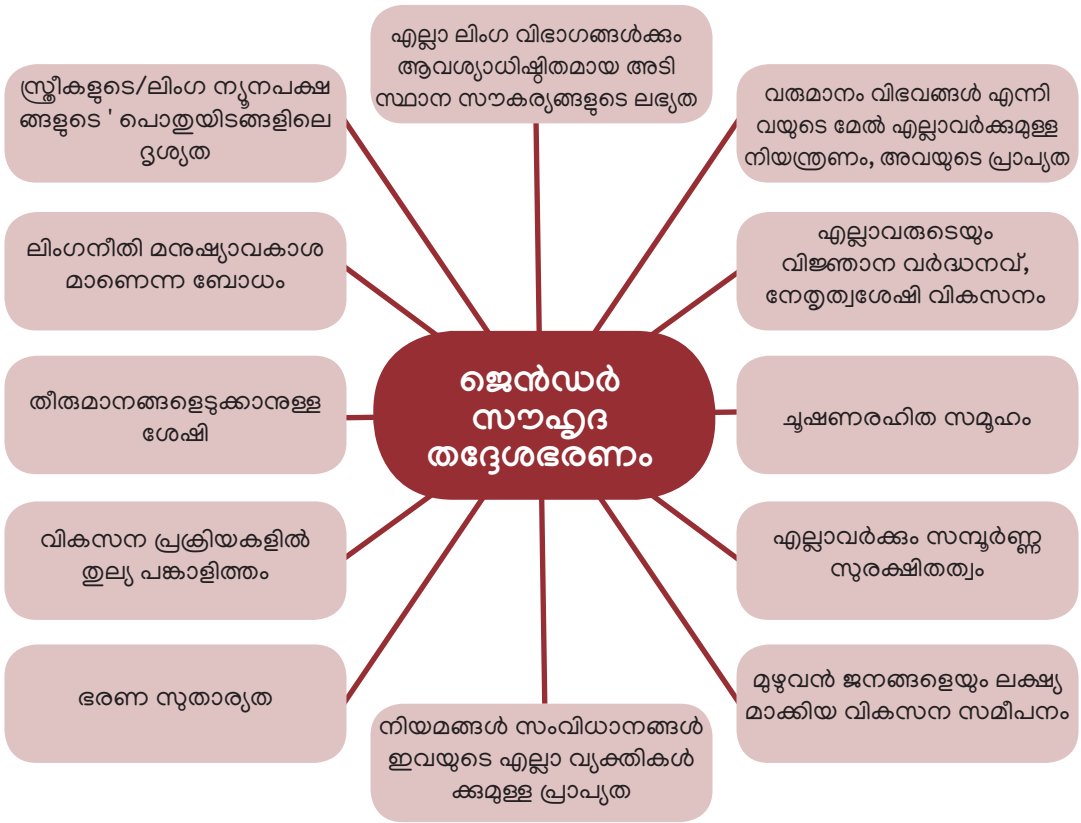 എല്ലാ ലിംഗ വിഭാഗങ്ങൾക്കും
ആവശ്യാധിഷ്ഠിതമായ അടി
സ്ഥാന സൗകര്യങ്ങളുടെ ലഭ്യത
സ്ത്രീകളുടെ/ലിംഗ ന്യൂനപക്ഷ
ങ്ങളുടെ ' പൊതുയിടങ്ങളിലെ
ദൃശ്യത
വരുമാനം വിഭവങ്ങൾ എന്നി
വയുടെ മേൽ എല്ലാവർക്കുമുള്ള
നിയന്ത്രണം, അവയുടെ പ്രാപ്യത
ലിംഗനീതി മനുഷ്യാവകാശ
മാണെന്ന ബോധം
എല്ലാവരുടെയും
വിജ്ഞാന വർദ്ധനവ്,
നേതൃത്വശേഷി വികസനം
തീരുമാനങ്ങളെടുക്കാനുള്ള
ശേഷി
ജെൻഡർ
സൗഹൃദ
തദ്ദേശഭരണം
ചൂഷണരഹിത സമൂഹം
വികസന പ്രക്രിയകളിൽ
തുല്യ പങ്കാളിത്തം
എല്ലാവർക്കും സമ്പൂർണ്ണ
സുരക്ഷിതത്വം
ഭരണ സുതാര്യത
മുഴുവൻ ജനങ്ങളെയും ലക്ഷ്യ
മാക്കിയ വികസന സമീപനം
നിയമങ്ങൾ സംവിധാനങ്ങൾ
ഇവയുടെ എല്ലാ വ്യക്തികൾ
ക്കുമുള്ള പ്രാപ്യത